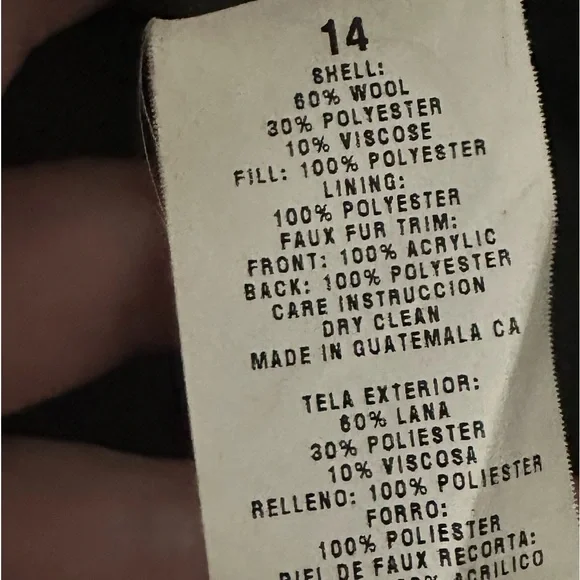 14
SHELL:
60% WOOL
30% POLYESTER
10% VISCOSE
FILL: 100% POLYESTER
LINING:
100% POLYESTER
FAUX FUR TRIM:
FRONT: 100% ACRYLIC
BACK: 100% POLYESTER
CARE INSTRUCCION
DRY CLEAN
MADE IN GUATEMALA CA
TELA EXTERIOR:
60% LANA
30% POLIESTER
10% VISCOSA
RELLENO: 100% POLIESTER
FORRO:
100% POLIESTER
PIEL DE FAUX RECORTA:
ACRILICO